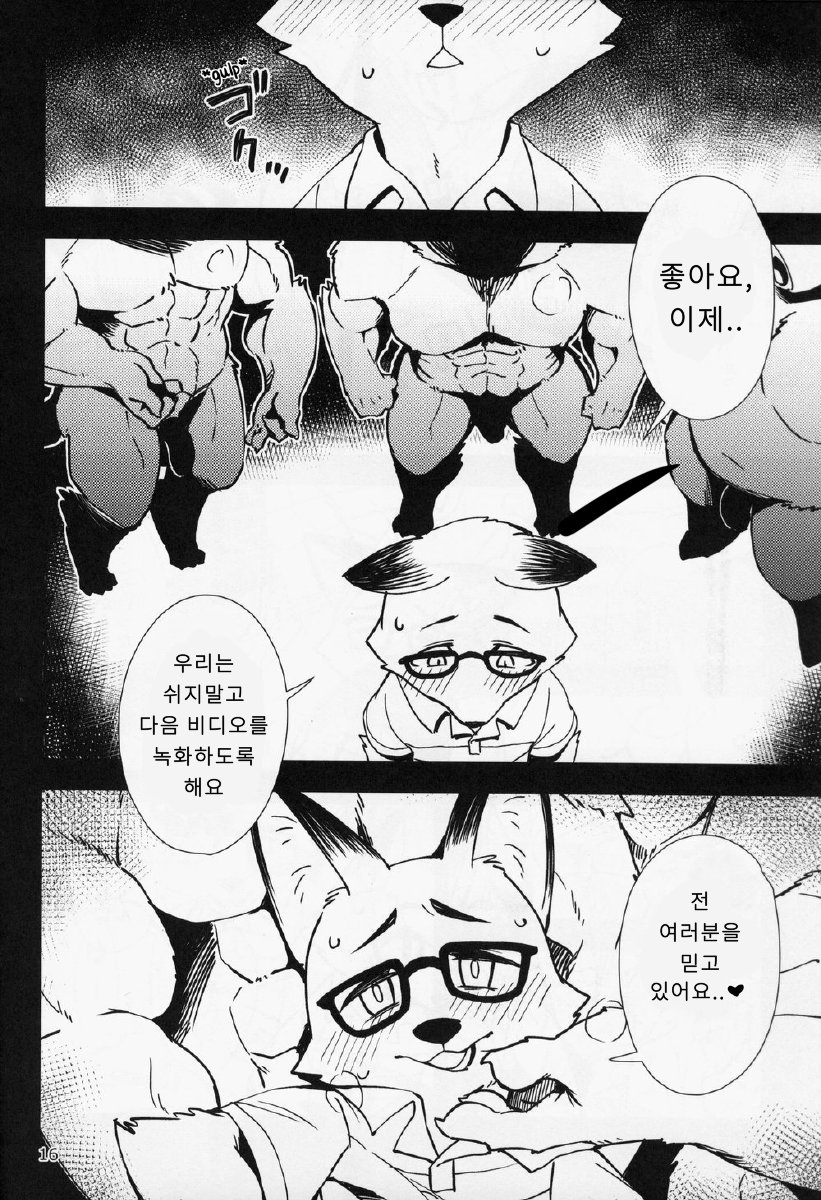 *gulp*
ゴクッ
좋아요,
이제..
우리는
쉬지말고
다음 비디오를
녹화하도록
해요
전
여러분을
믿고
있어요..♥
16